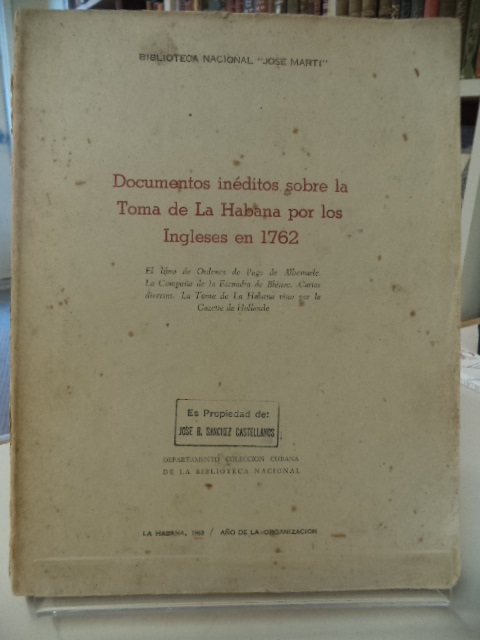 BIBLIOTECA NACIONAL "JOSE MARTI"
Documentos inéditos sobre la
Toma de La Habana por los
Ingleses en 1762
El libro de Ordenes de Pago de Albemarle.
La Campaña de la Escuadra de Blénac. Cartas
diversas. La Toma de La Habana vista por la
Gazeta de Hollande
Es Propiedad de:
JOSE B. SANCHEZ CASTELLANOS
DEPARTAMENTO COLECCION CUBANA
DE LA BIBLIOTECA NACIONAL
LA HABANA, / AÑO DE LA ORGANIZACION